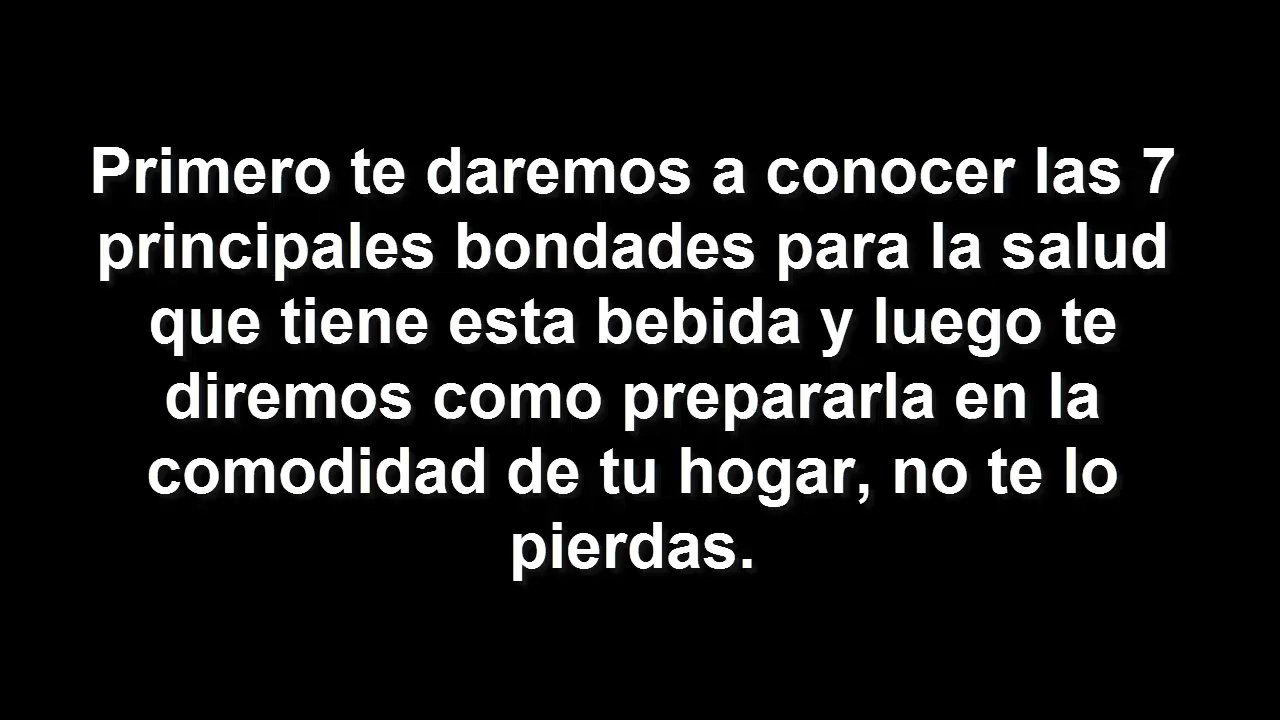 Primero te daremos a conocer las 7
principales bondades para la salud
que tiene esta bebida y luego te
diremos como prepararla en la
comodidad de tu hogar, no te lo
pierdas.